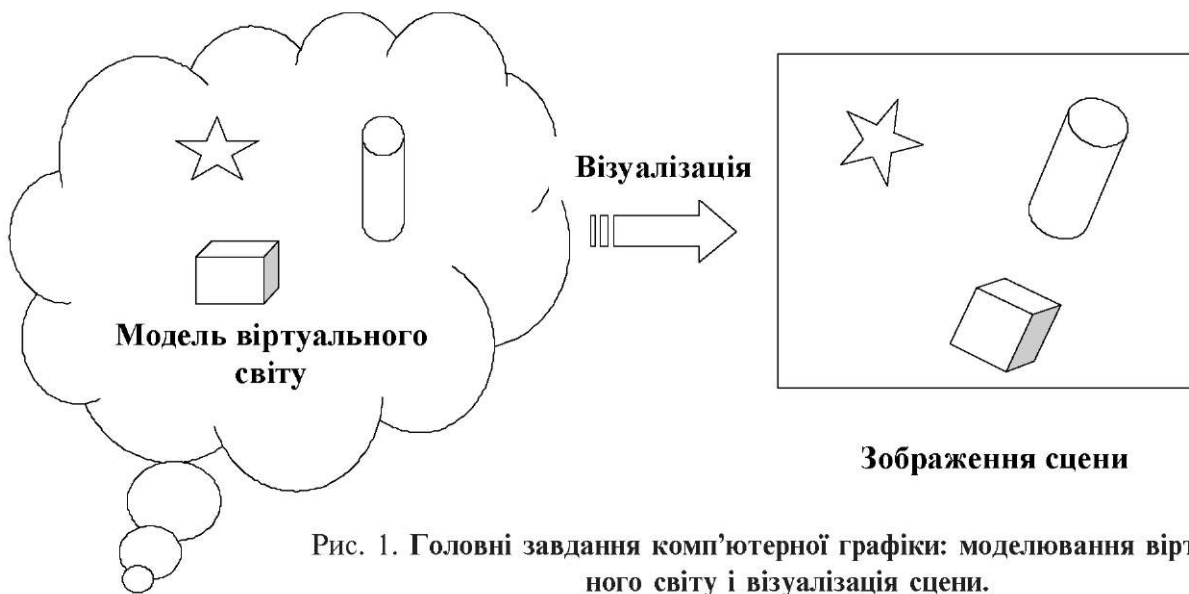 Візуалізація
Модель віртуального
світу
Зображення сцени
Рис. 1. Головні завдання комп'ютерної графіки: моделювання вірт
ного світу і візуалізація сцени.